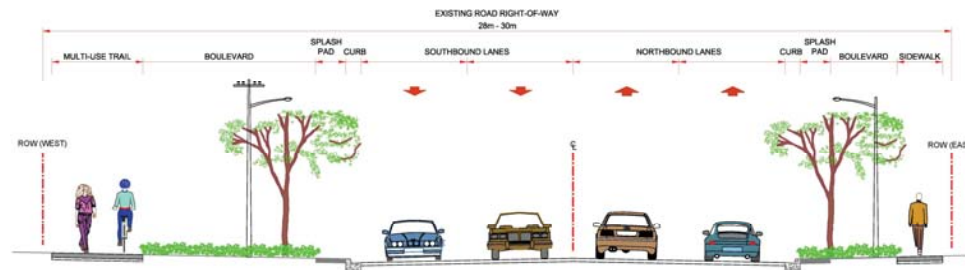 EXISTING ROAD RIGHT-OF-WAY
28m - 30m
MULTI-USE TRAIL
BOULEVARD
SPLASH
PAD
CURB
SOUTHBOUND LANES
NORTHBOUND LANES
CURB
SPLASH
PAD
BOULEVARD
SIDEWALK
ROW (WEST)
℄
ROW (EAS